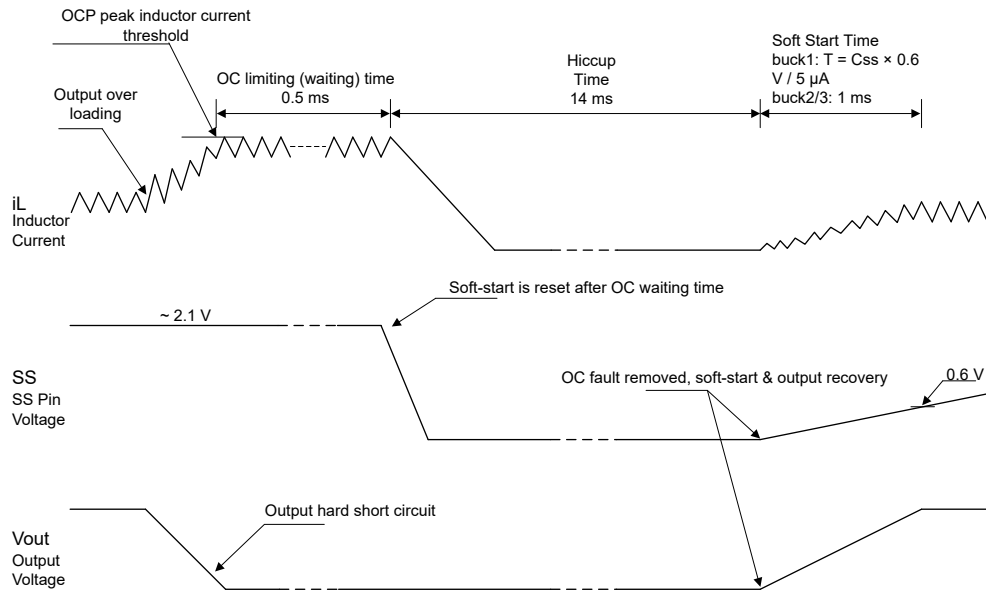 OCP peak inductor current
threshold
OC limiting (waiting) time
0.5 ms
Hiccup
Time
14 ms
Soft Start Time
buck1: T = Css × 0.6
V / 5 µA
buck2/3: 1 ms
Output over
loading
iL
Inductor
Current
Soft-start is reset after OC waiting time
~ 2.1 V
SS
SS Pin
Voltage
OC fault removed, soft-start & output recovery
0.6 V
Output hard short circuit
Vout
Output
Voltage